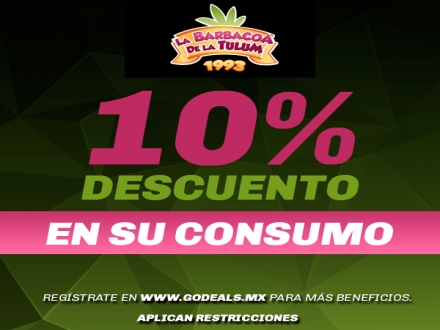 LA BARBACOA
DE LA TULUM
1993
10%
DESCUENTO
EN SU CONSUMO
REGÍSTRATE EN WWW.GODEALS.MX PARA MÁS BENEFICIOS.
APLICAN RESTRICCIONES